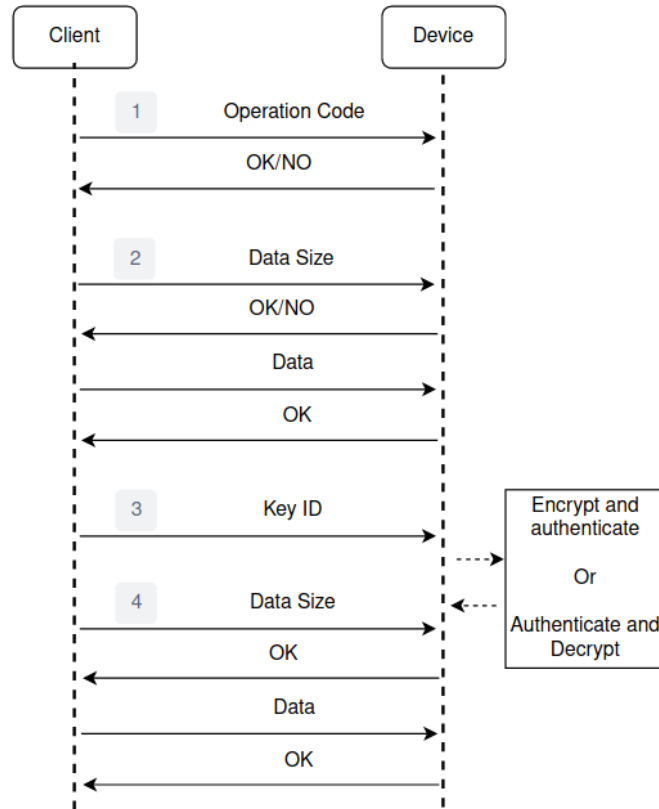 Client
Device
1
Operation Code
OK/NO
2
Data Size
OK/NO
Data
OK
3
Key ID
Encrypt and
authenticate
Or
Authenticate and
Decrypt
4
Data Size
OK
Data
OK